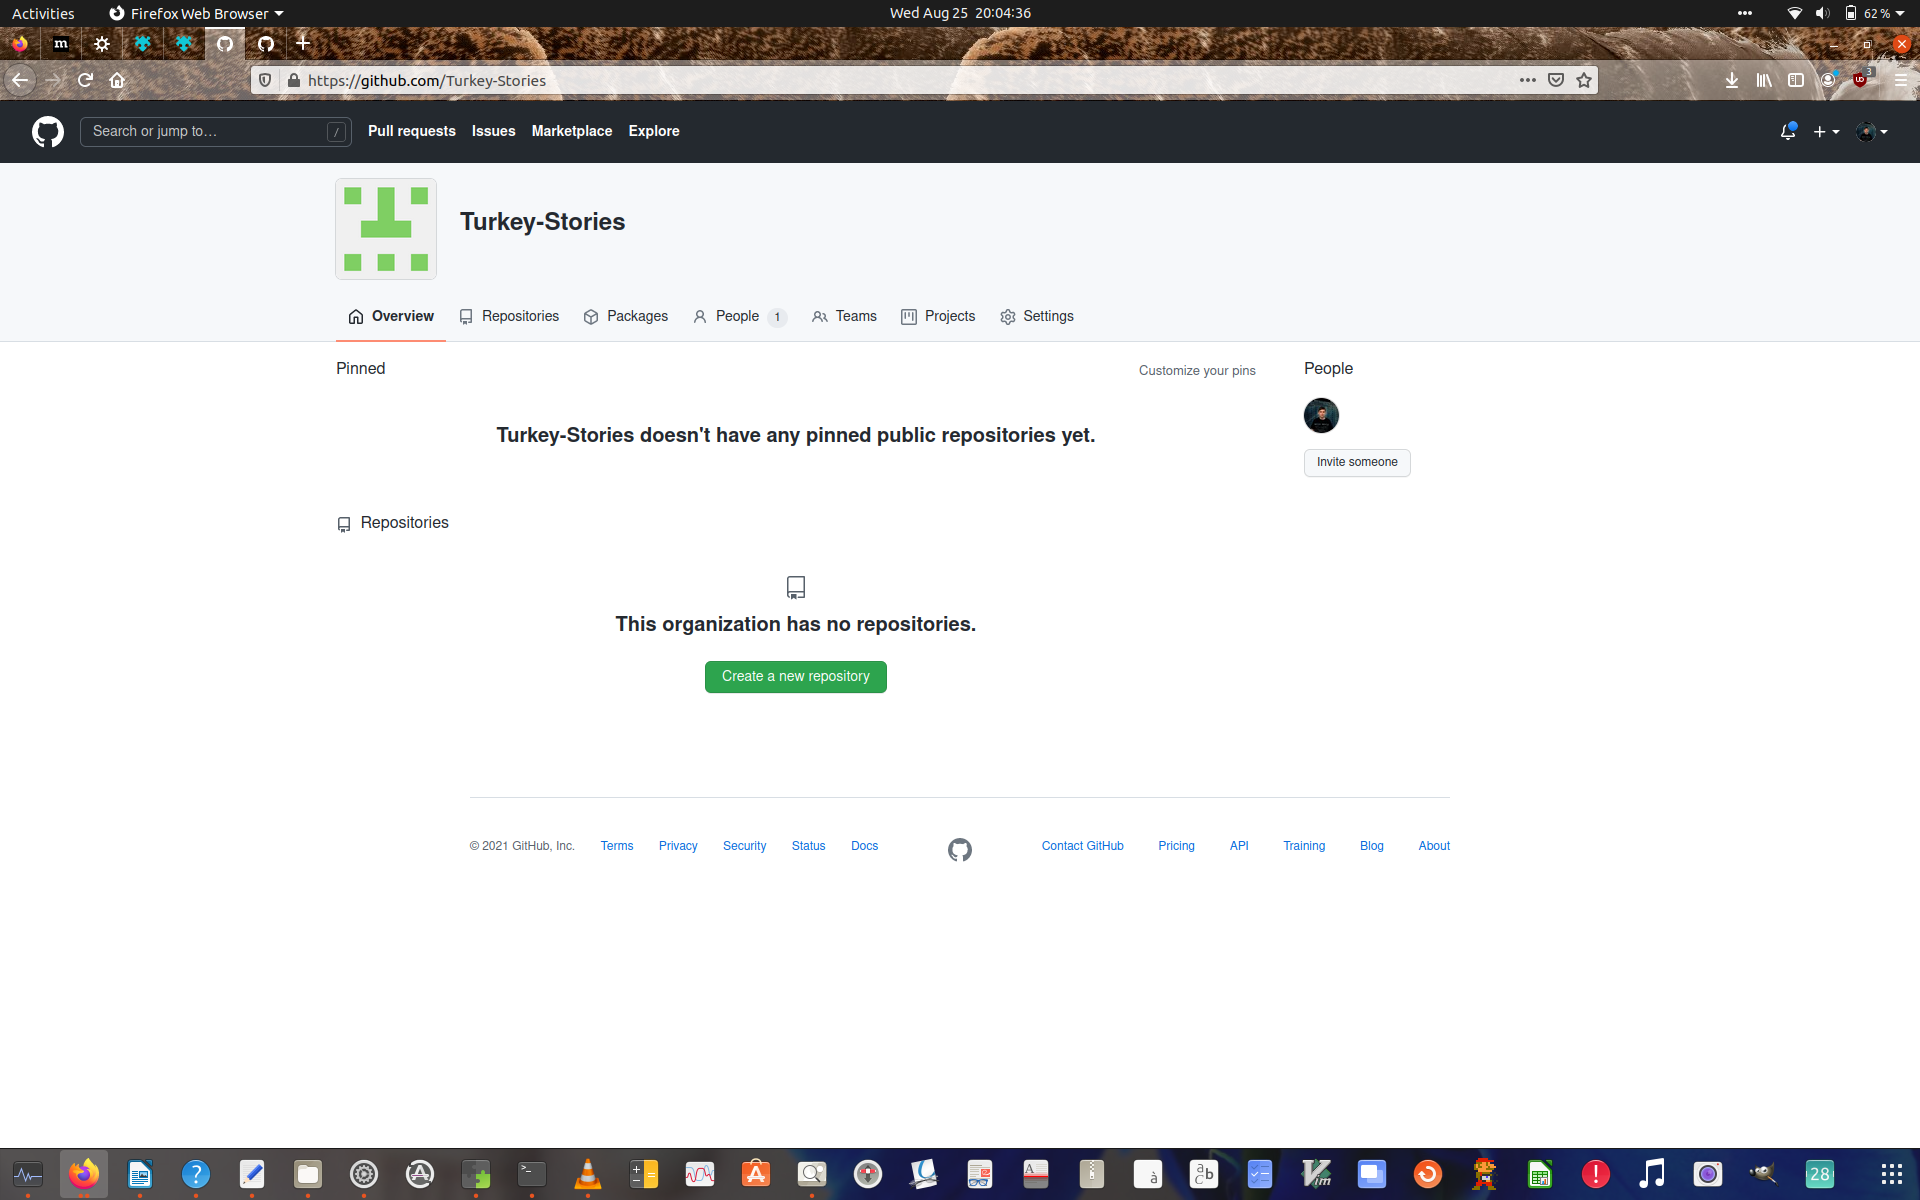 Activities
Firefox Web Browser
Wed Aug 25 20:04:36
62 %
m
https://github.com/Turkey-Stories
3
Search or jump to…
/
Pull requests
Issues
Marketplace
Explore
Turkey-Stories
Overview
Repositories
Packages
People 1
Teams
Projects
Settings
Pinned
Customize your pins
Turkey-Stories doesn't have any pinned public repositories yet.
People
Invite someone
Repositories
This organization has no repositories.
Create a new repository
© 2021 GitHub, Inc.
Terms
Privacy
Security
Status
Docs
Contact GitHub
Pricing
API
Training
Blog
About
28